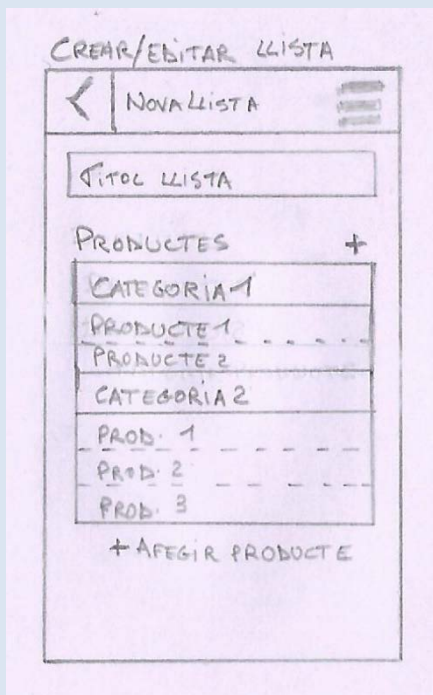 CREAR/EDITAR LLISTA
< NOVA LLISTA
TITOL LLISTA
PRODUCTES +
CATEGORIA 1
PRODUCTE 1
PRODUCTE 2
CATEGORIA 2
PROD. 1
PROD. 2
PROD. 3
+ AFEGIR PRODUCTE